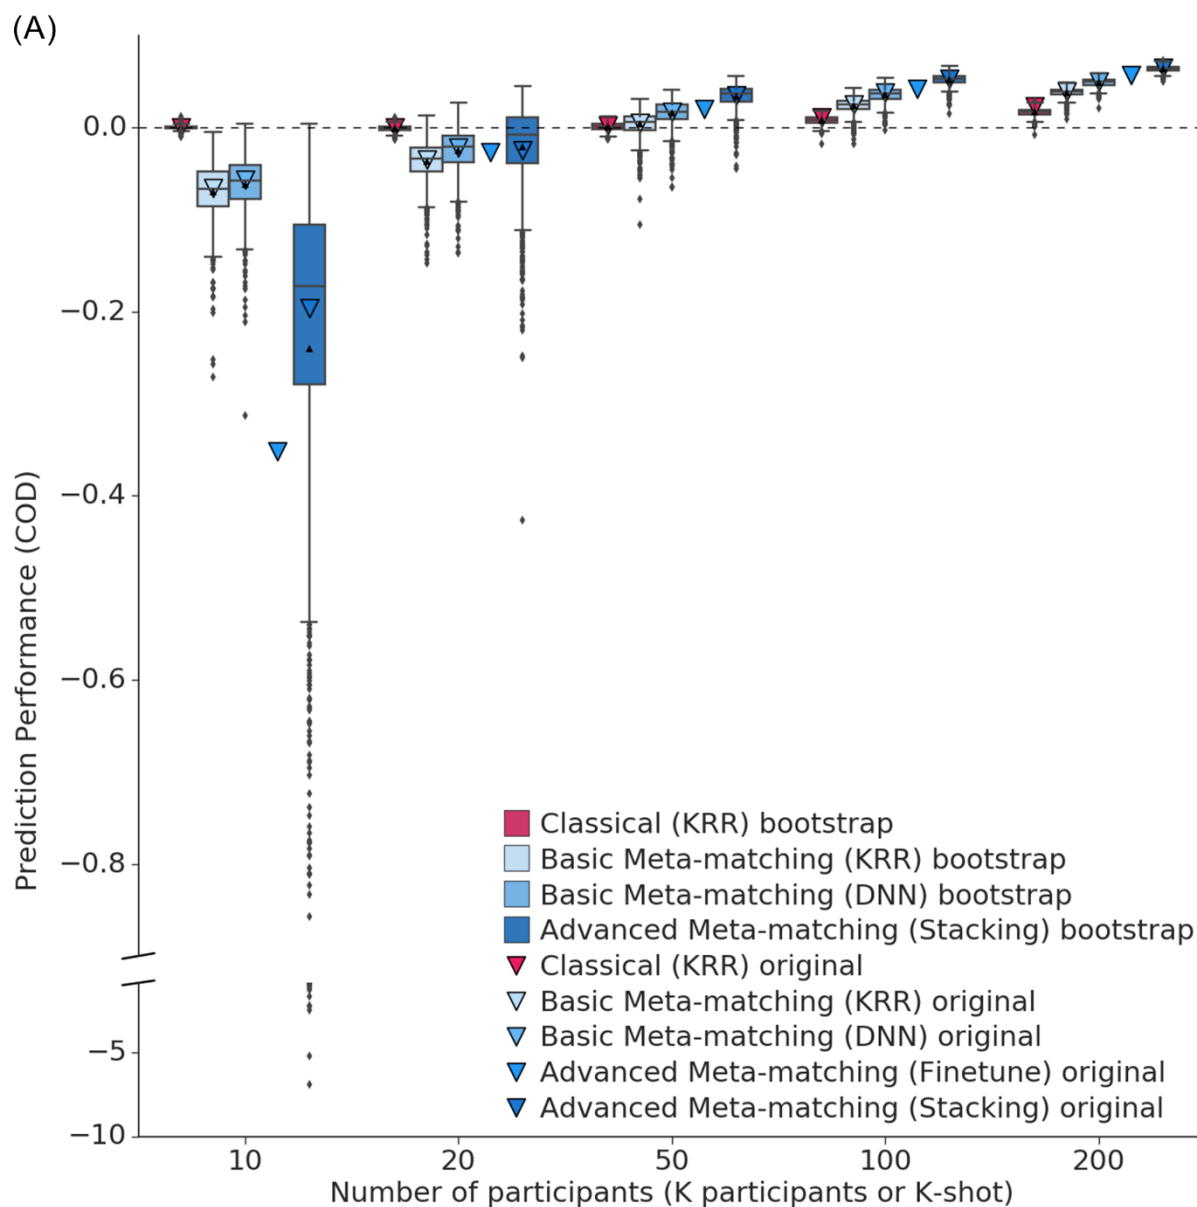 (A)
Prediction Performance (COD)
0.0
−0.2
−0.4
−0.6
−0.8
−5
−10
Classical (KRR) bootstrap
Basic Meta-matching (KRR) bootstrap
Basic Meta-matching (DNN) bootstrap
Advanced Meta-matching (Stacking) bootstrap
Classical (KRR) original
Basic Meta-matching (KRR) original
Basic Meta-matching (DNN) original
Advanced Meta-matching (Finetune) original
Advanced Meta-matching (Stacking) original
10 20 50 100 200
Number of participants (K participants or K-shot)